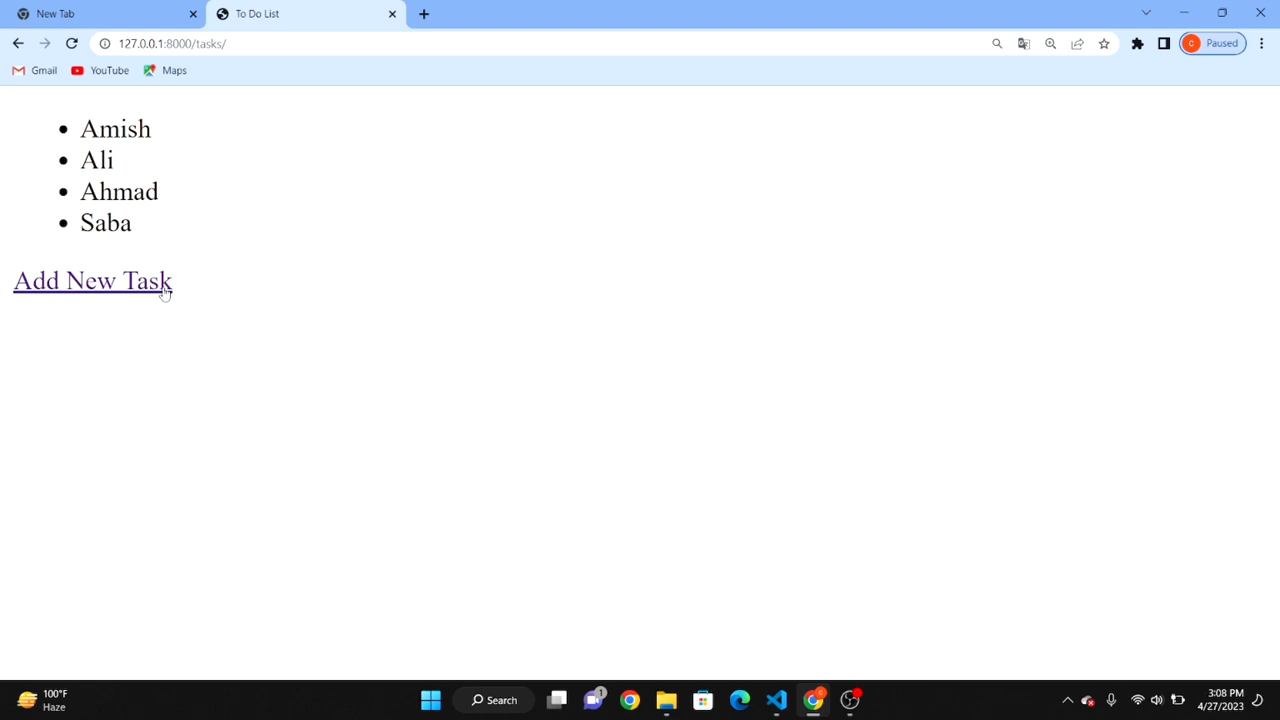 New Tab
To Do List
127.0.0.1:8000/tasks/
C
Paused
Gmail
YouTube
Maps
Amish
Ali
Ahmad
Saba
Add New Task
100°F
Haze
Search
1
C
3:08 PM
4/27/2023